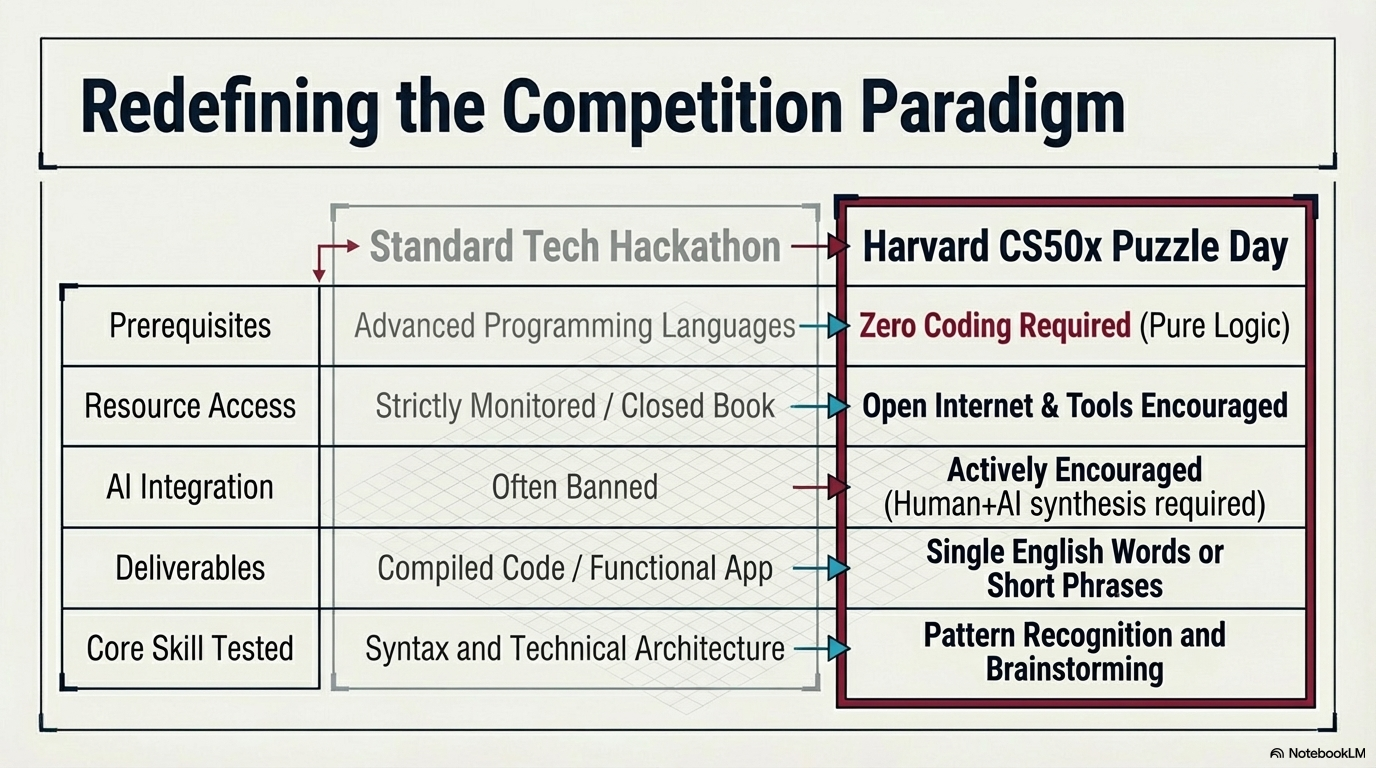 Redefining the Competition Paradigm
Standard Tech Hackathon
Harvard CS50x Puzzle Day
Prerequisites
Advanced Programming Languages
Zero Coding Required (Pure Logic)
Resource Access
Strictly Monitored / Closed Book
Open Internet & Tools Encouraged
AI Integration
Often Banned
Actively Encouraged
(Human+AI synthesis required)
Deliverables
Compiled Code / Functional App
Single English Words or
Short Phrases
Core Skill Tested
Syntax and Technical Architecture
Pattern Recognition and
Brainstorming
NotebookLM